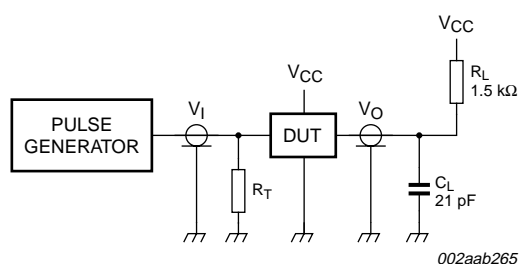 VCC
RL
1.5 kΩ
VCC
VI
VO
PULSE
GENERATOR
DUT
RT
CL
21 pF
002aab265